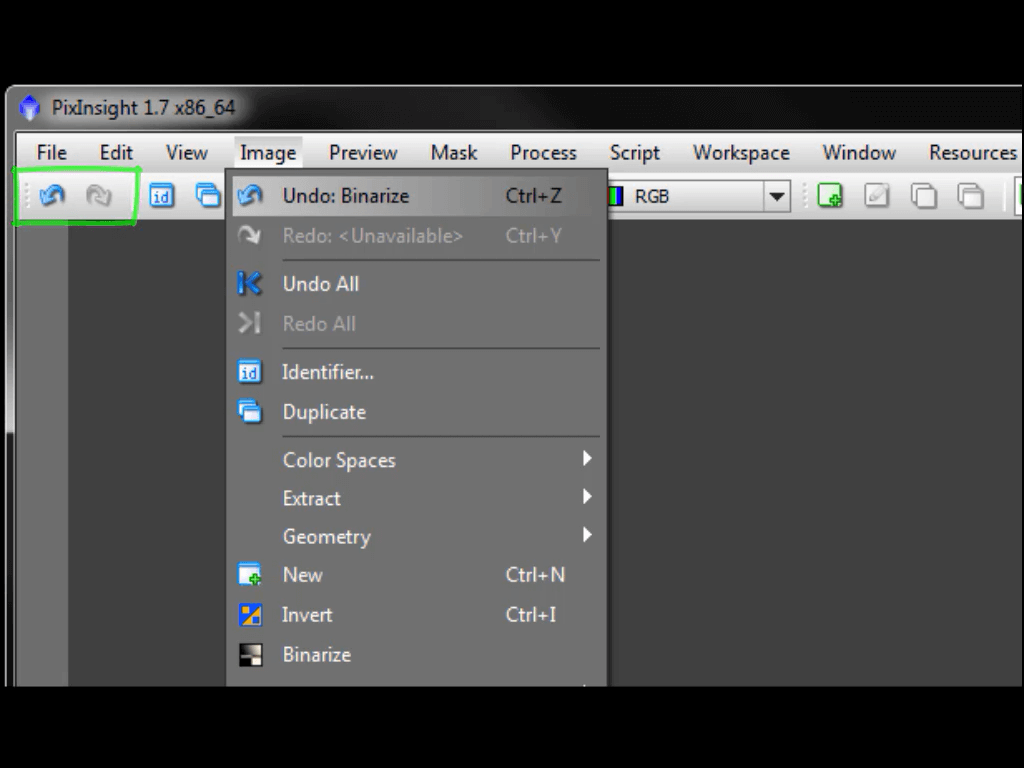 PixInsight 1.7 x86_64
File Edit View Image Preview Mask Process Script Workspace Window Resources
id RGB
Undo: Binarize Ctrl+Z
Redo: <Unavailable> Ctrl+Y
Undo All
Redo All
id Identifier...
Duplicate
Color Spaces
Extract
Geometry
New Ctrl+N
Invert Ctrl+I
Binarize